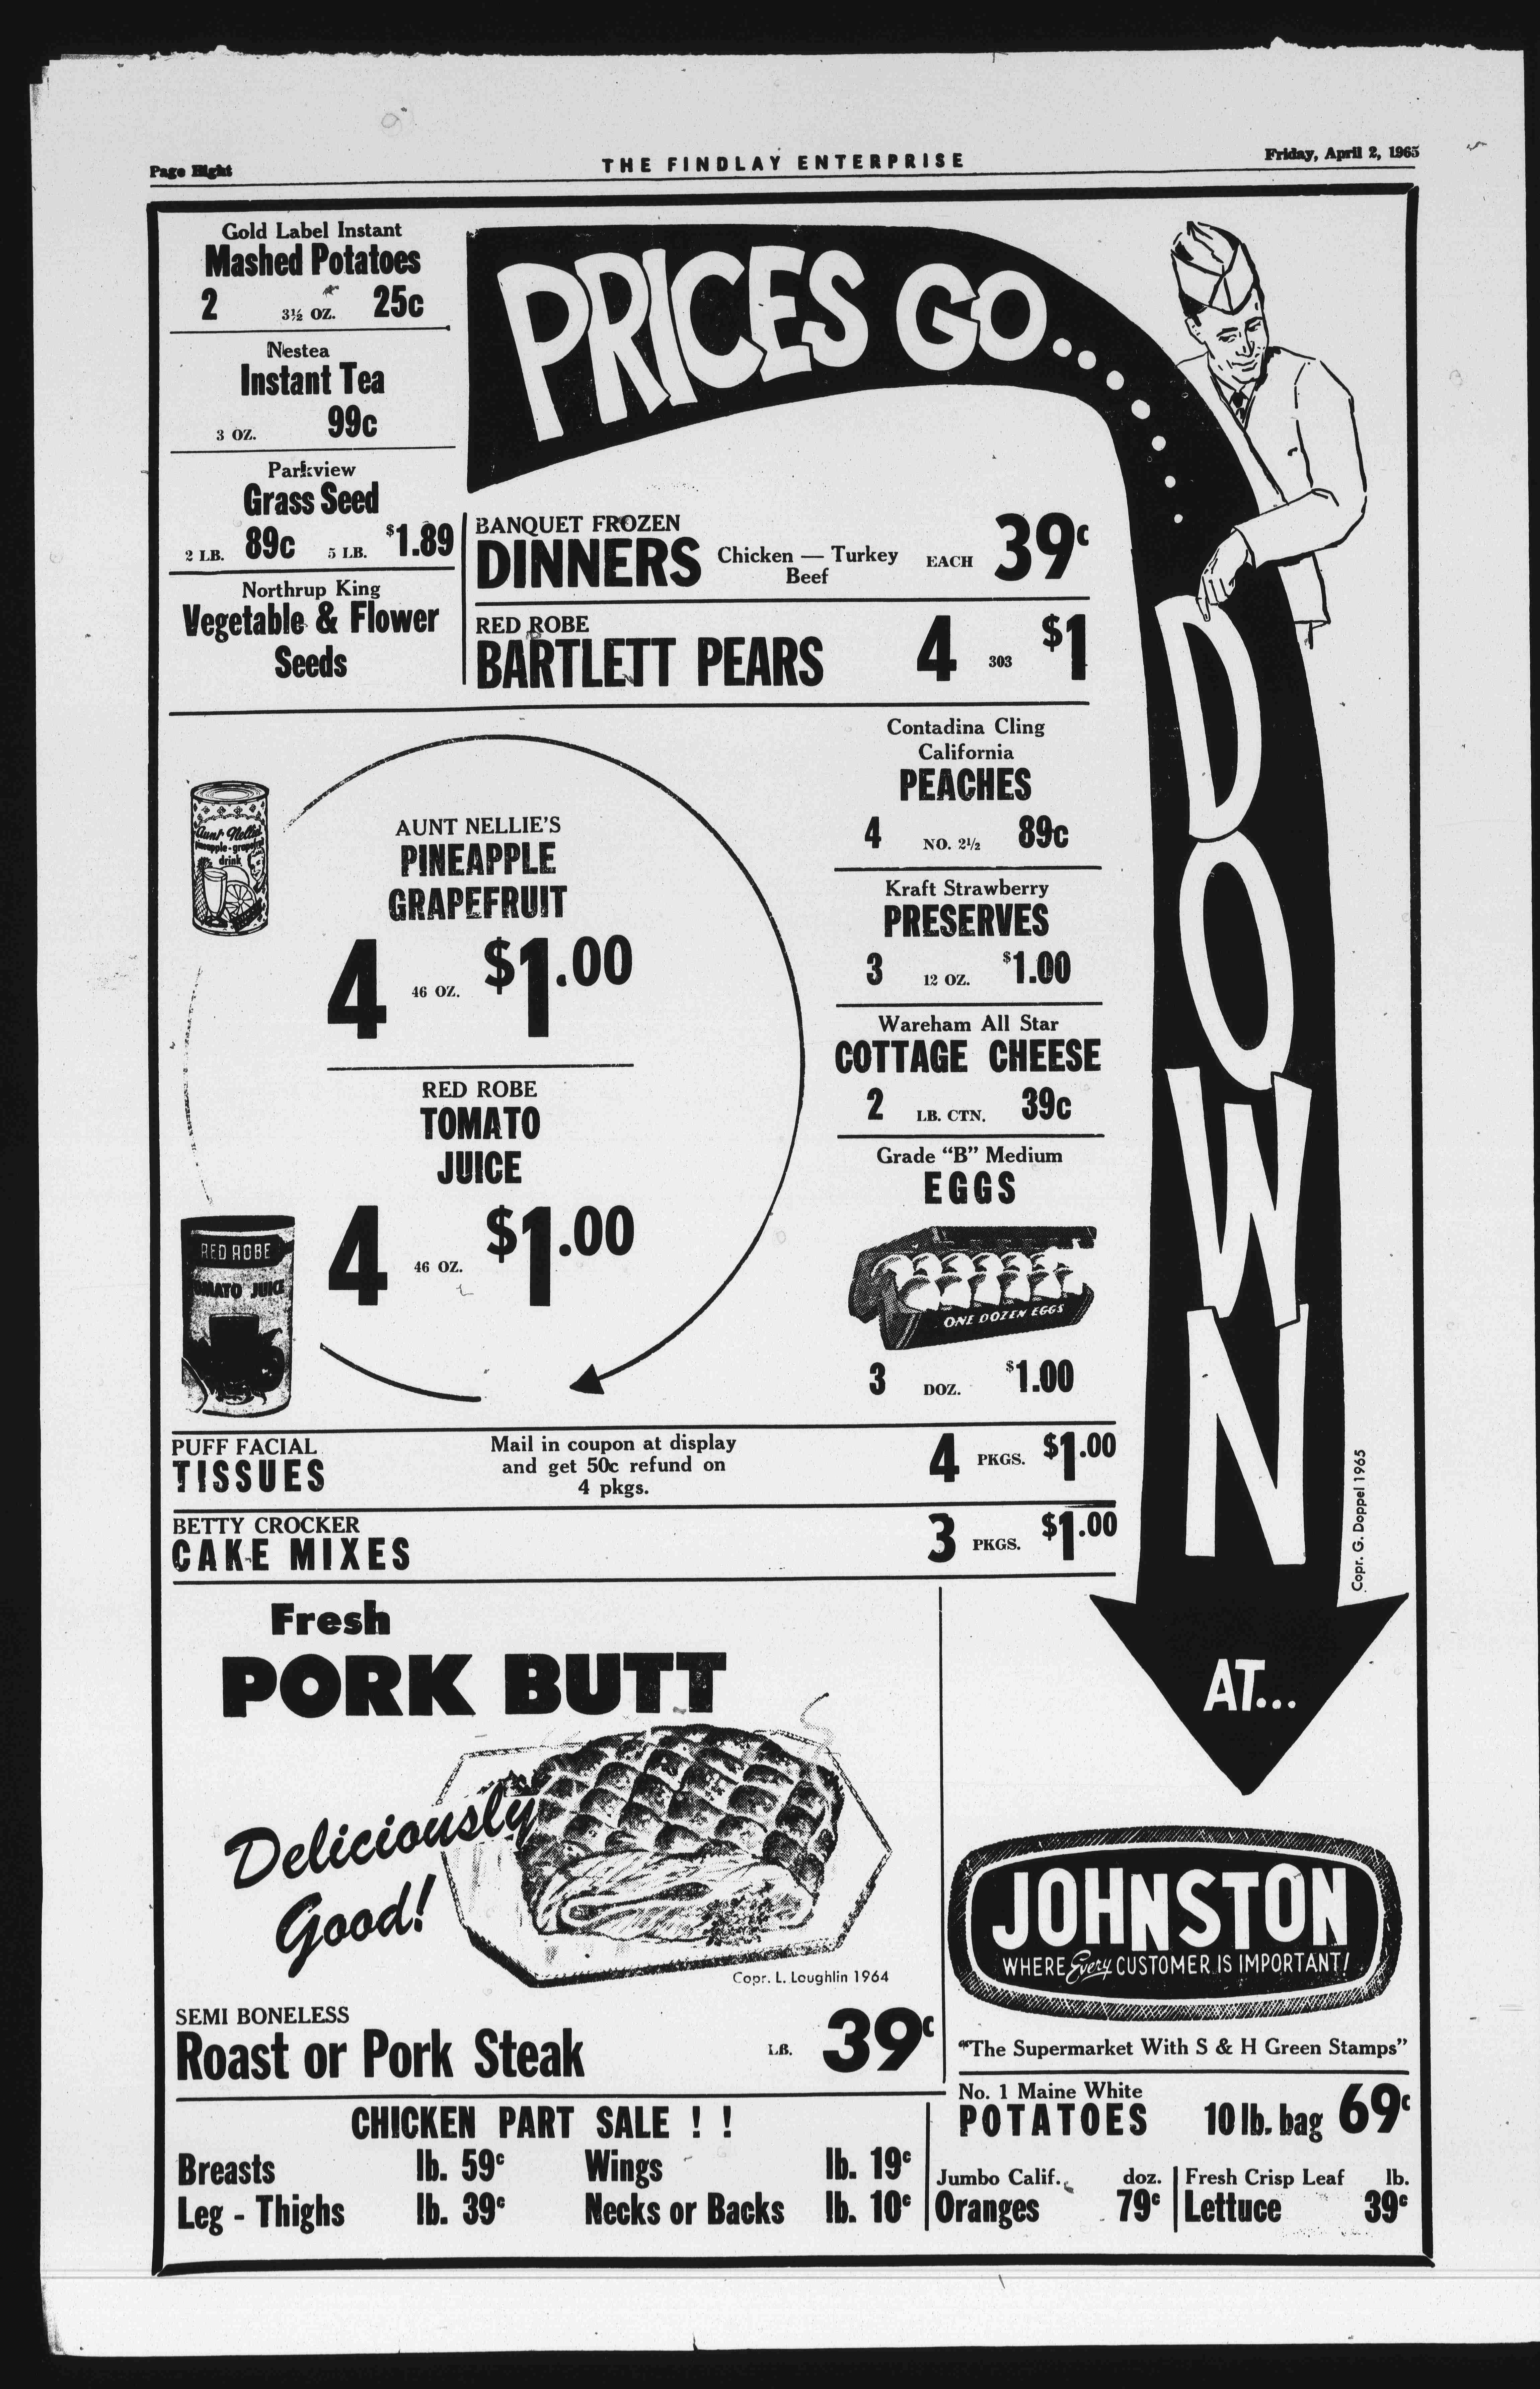 Page Eight
THE FINDLAY ENTERPRISE
Friday, April 2, 1965
Gold Label Instant
Mashed Potatoes
2 3½ OZ. 25c
Nestea
Instant Tea
3 OZ. 99c
Parkview
Grass Seed
2 LB. 89c 5 LB. $1.89
Northrup King
Vegetable & Flower
Seeds
PRICES GO........
DOWN
AT...
BANQUET FROZEN
DINNERS Chicken — Turkey
Beef
EACH 39c
RED ROBE
BARTLETT PEARS 4 303 $1
Aunt Nellie's
pineapple-grapefruit
drink
AUNT NELLIE'S
PINEAPPLE
GRAPEFRUIT
4 46 OZ. $1.00
RED ROBE
TOMATO
JUICE
4 46 OZ. $1.00
RED ROBE
TOMATO JUICE
Contadina Cling
California
PEACHES
4 NO. 2½ 89c
Kraft Strawberry
PRESERVES
3 12 OZ. $1.00
Wareham All Star
COTTAGE CHEESE
2 LB. CTN. 39c
Grade "B" Medium
EGGS
ONE DOZEN EGGS
3 DOZ. $1.00
PUFF FACIAL
TISSUES
Mail in coupon at display
and get 50c refund on
4 pkgs.
4 PKGS. $1.00
BETTY CROCKER
CAKE MIXES
3 PKGS. $1.00
Copr. G. Doppel 1965
Fresh
PORK BUTT
Deliciously
Good!
Copr. L. Loughlin 1964
SEMI BONELESS
Roast or Pork Steak LB. 39c
JOHNSTON
WHERE Every CUSTOMER IS IMPORTANT!
"The Supermarket With S & H Green Stamps"
CHICKEN PART SALE ! !
Breasts lb. 59c Wings lb. 19c
Leg - Thighs lb. 39c Necks or Backs lb. 10c
No. 1 Maine White
POTATOES 10 lb. bag 69c
Jumbo Calif. doz.
Oranges 79c
Fresh Crisp Leaf lb.
Lettuce 39c